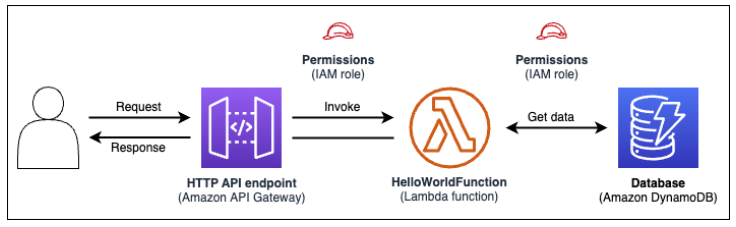 Permissions
(IAM role)
Permissions
(IAM role)
Request
Response
</>
Invoke
Get data
HTTP API endpoint
(Amazon API Gateway)
HelloWorldFunction
(Lambda function)
Database
(Amazon DynamoDB)